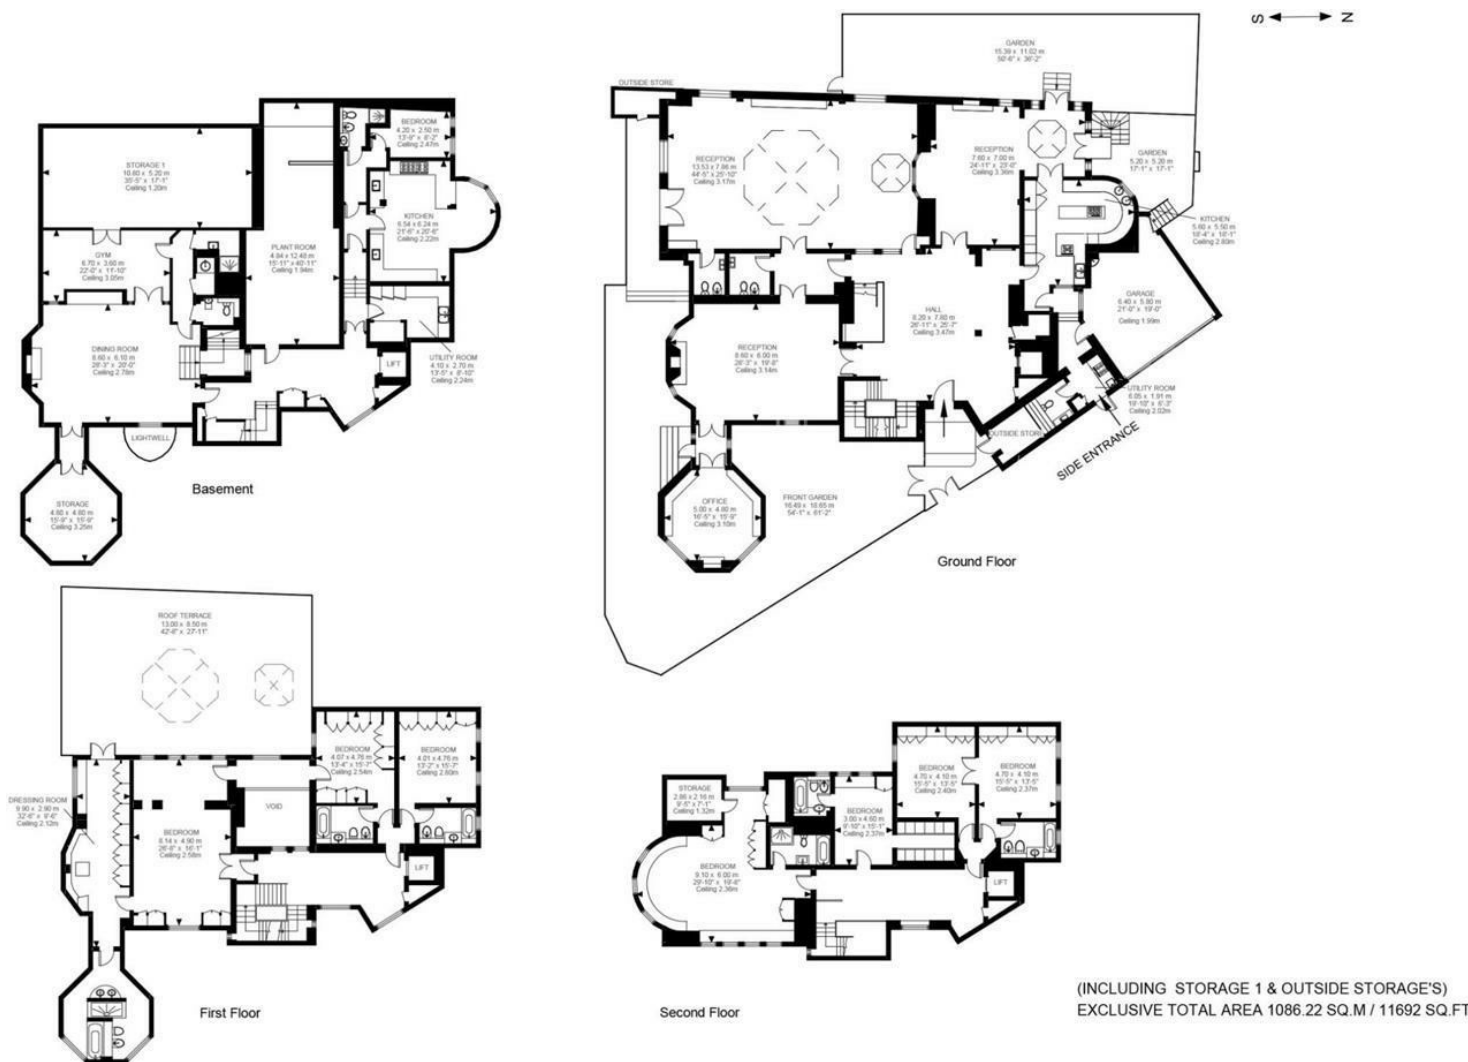 S N
STORAGE 1
10.80 x 5.20 m
35'-5" x 17'-1"
Ceiling 1.20m
GYM
6.70 x 3.60 m
22'-0" x 11'-10"
Ceiling 3.05m
DINING ROOM
8.60 x 6.10 m
28'-3" x 20'-0"
Ceiling 2.78m
PLANT ROOM
4.84 x 12.48 m
15'-11" x 40'-11"
Ceiling 1.94m
BEDROOM
4.20 x 2.50 m
13'-9" x 8'-2"
Ceiling 2.47m
KITCHEN
6.54 x 6.24 m
21'-6" x 20'-6"
Ceiling 2.22m
LIFT
UTILITY ROOM
4.10 x 2.70 m
13'-5" x 8'-10"
Ceiling 2.24m
LIGHTWELL
STORAGE
4.80 x 4.80 m
15'-9" x 15'-9"
Ceiling 3.25m
Basement
GARDEN
15.39 x 11.02 m
50'-6" x 36'-2"
OUTSIDE STORE
RECEPTION
13.53 x 7.86 m
44'-5" x 25'-10"
Ceiling 3.17m
RECEPTION
7.60 x 7.00 m
24'-11" x 23'-0"
Ceiling 3.36m
GARDEN
5.20 x 5.20 m
17'-1" x 17'-1"
KITCHEN
5.60 x 5.50 m
18'-4" x 18'-1"
Ceiling 2.80m
HALL
8.20 x 7.80 m
26'-11" x 25'-7"
Ceiling 3.47m
GARAGE
6.40 x 5.80 m
21'-0" x 19'-0"
Ceiling 1.99m
RECEPTION
8.60 x 6.00 m
28'-3" x 19'-8"
Ceiling 3.14m
UTILITY ROOM
6.05 x 1.91 m
19'-10" x 6'-3"
Ceiling 2.02m
OUTSIDE STORE
SIDE ENTRANCE
OFFICE
5.00 x 4.80 m
16'-5" x 15'-9"
Ceiling 3.10m
FRONT GARDEN
16.49 x 18.65 m
54'-1" x 61'-2"
Ground Floor
ROOF TERRACE
13.00 x 8.50 m
42'-8" x 27'-11"
BEDROOM
4.07 x 4.76 m
13'-4" x 15'-7"
Ceiling 2.54m
BEDROOM
4.01 x 4.76 m
13'-2" x 15'-7"
Ceiling 2.60m
DRESSING ROOM
9.90 x 2.90 m
32'-6" x 9'-6"
Ceiling 2.12m
VOID
BEDROOM
8.14 x 4.90 m
26'-8" x 16'-1"
Ceiling 2.58m
LIFT
First Floor
STORAGE
2.86 x 2.16 m
9'-5" x 7'-1"
Ceiling 1.32m
BEDROOM
3.00 x 4.60 m
9'-10" x 15'-1"
Ceiling 2.37m
BEDROOM
4.70 x 4.10 m
15'-5" x 13'-5"
Ceiling 2.40m
BEDROOM
4.70 x 4.10 m
15'-5" x 13'-5"
Ceiling 2.37m
BEDROOM
9.10 x 6.00 m
29'-10" x 19'-8"
Ceiling 2.36m
LIFT
Second Floor
(INCLUDING STORAGE 1 & OUTSIDE STORAGE'S)
EXCLUSIVE TOTAL AREA 1086.22 SQ.M / 11692 SQ.FT